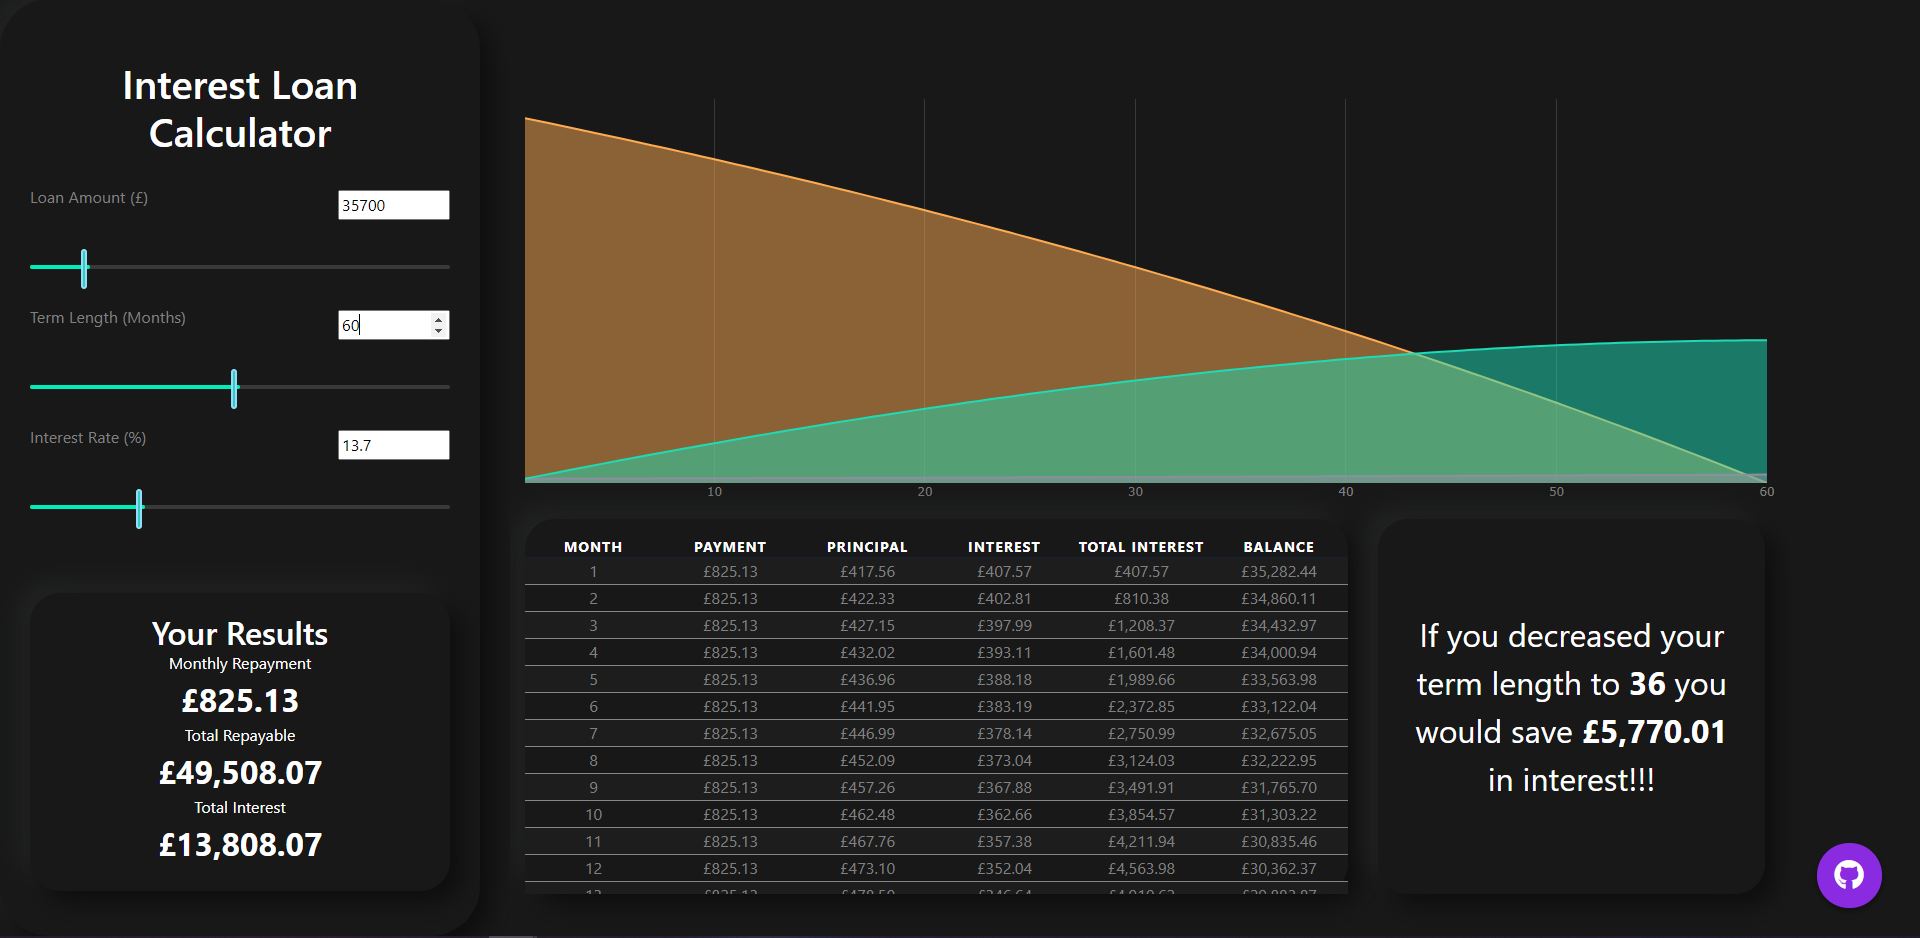 Interest Loan
Calculator
Loan Amount (£)
35700
Term Length (Months)
60
Interest Rate (%)
13.7
Your Results
Monthly Repayment
£825.13
Total Repayable
£49,508.07
Total Interest
£13,808.07
10 20 30 40 50 60
MONTH PAYMENT PRINCIPAL INTEREST TOTAL INTEREST BALANCE
1 £825.13 £417.56 £407.57 £407.57 £35,282.44
2 £825.13 £422.33 £402.81 £810.38 £34,860.11
3 £825.13 £427.15 £397.99 £1,208.37 £34,432.97
4 £825.13 £432.02 £393.11 £1,601.48 £34,000.94
5 £825.13 £436.96 £388.18 £1,989.66 £33,563.98
6 £825.13 £441.95 £383.19 £2,372.85 £33,122.04
7 £825.13 £446.99 £378.14 £2,750.99 £32,675.05
8 £825.13 £452.09 £373.04 £3,124.03 £32,222.95
9 £825.13 £457.26 £367.88 £3,491.91 £31,765.70
10 £825.13 £462.48 £362.66 £3,854.57 £31,303.22
11 £825.13 £467.76 £357.38 £4,211.94 £30,835.46
12 £825.13 £473.10 £352.04 £4,563.98 £30,362.37
If you decreased your
term length to 36 you
would save £5,770.01
in interest!!!